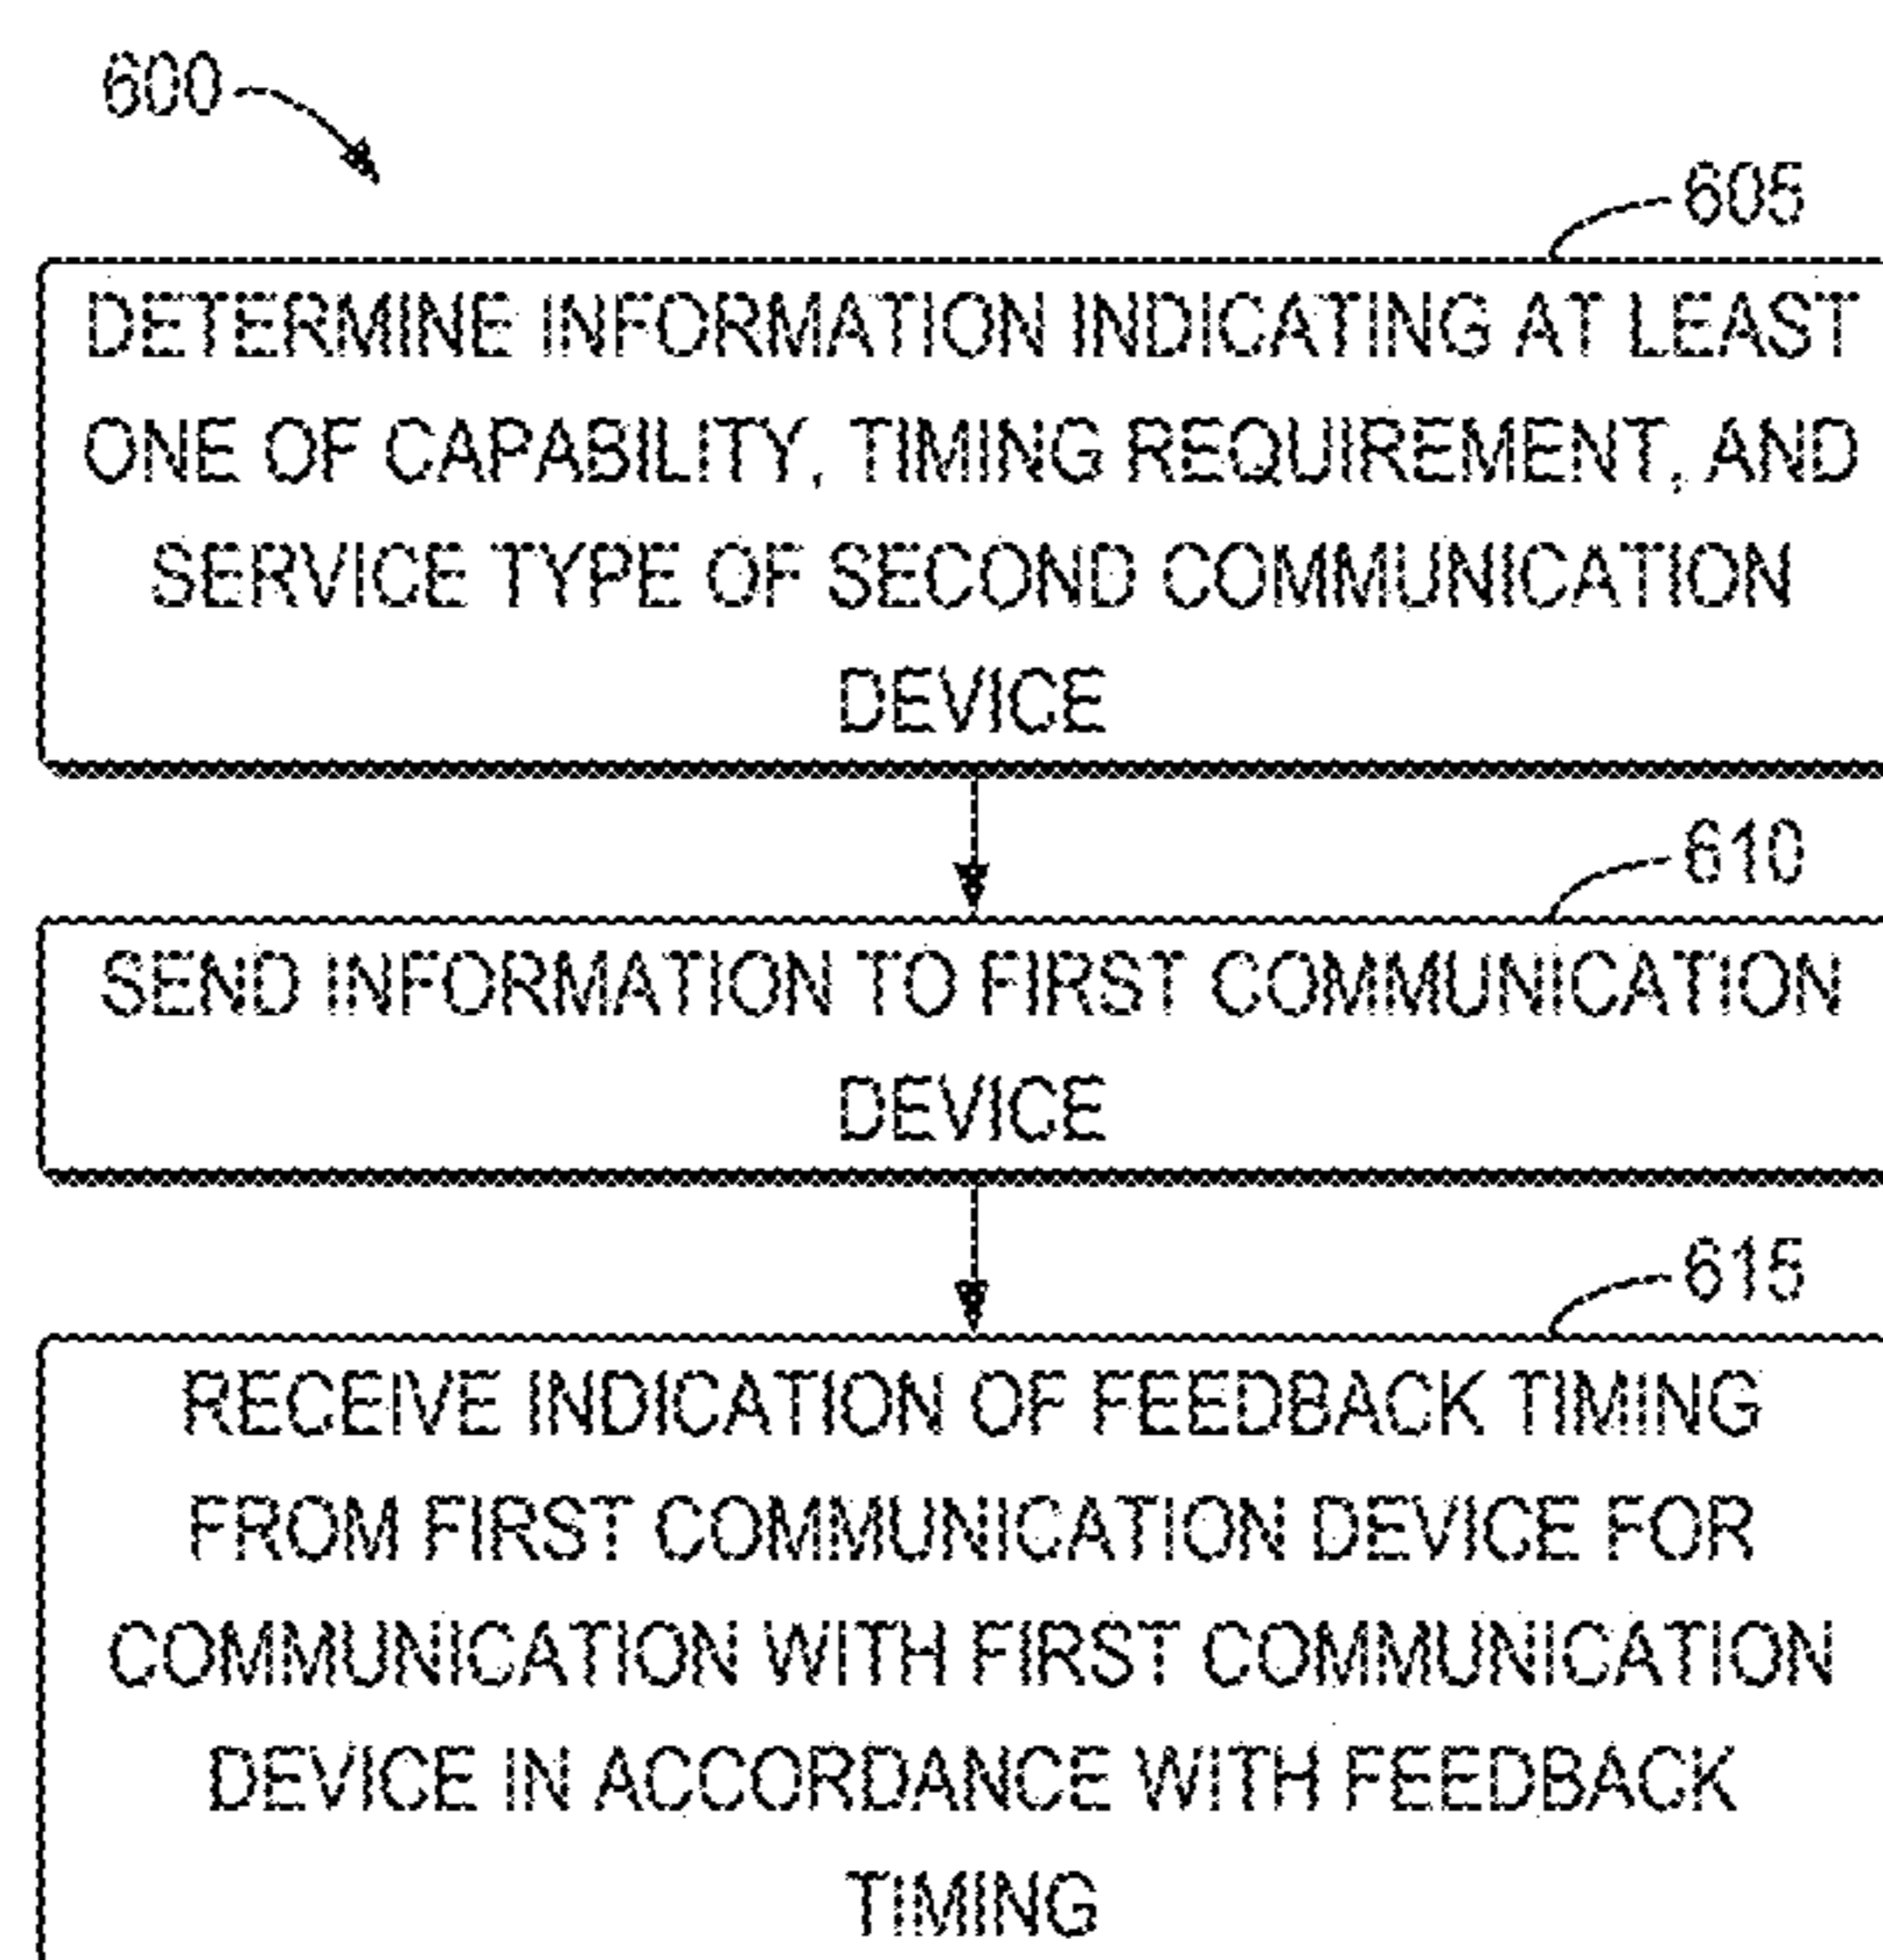 600
605
DETERMINE INFORMATION INDICATING AT LEAST
ONE OF CAPABILITY, TIMING REQUIREMENT, AND
SERVICE TYPE OF SECOND COMMUNICATION
DEVICE
610
SEND INFORMATION TO FIRST COMMUNICATION
DEVICE
615
RECEIVE INDICATION OF FEEDBACK TIMING
FROM FIRST COMMUNICATION DEVICE FOR
COMMUNICATION WITH FIRST COMMUNICATION
DEVICE IN ACCORDANCE WITH FEEDBACK
TIMING